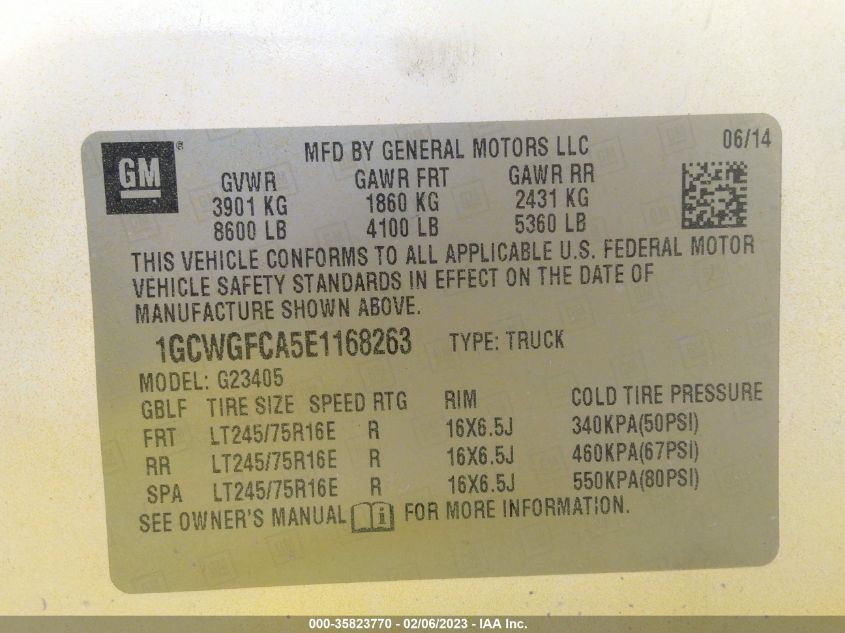 GM®
MFD BY GENERAL MOTORS LLC
06/14
GVWR GAWR FRT GAWR RR
3901 KG 1860 KG 2431 KG
8600 LB 4100 LB 5360 LB
THIS VEHICLE CONFORMS TO ALL APPLICABLE U.S. FEDERAL MOTOR
VEHICLE SAFETY STANDARDS IN EFFECT ON THE DATE OF
MANUFACTURE SHOWN ABOVE.
1GCWGFCA5E1168263 TYPE: TRUCK
MODEL: G23405
GBLF TIRE SIZE SPEED RTG RIM COLD TIRE PRESSURE
FRT LT245/75R16E R 16X6.5J 340KPA(50PSI)
RR LT245/75R16E R 16X6.5J 460KPA(67PSI)
SPA LT245/75R16E R 16X6.5J 550KPA(80PSI)
SEE OWNER'S MANUAL i FOR MORE INFORMATION.
000-35823770 - 02/06/2023 - IAA Inc.